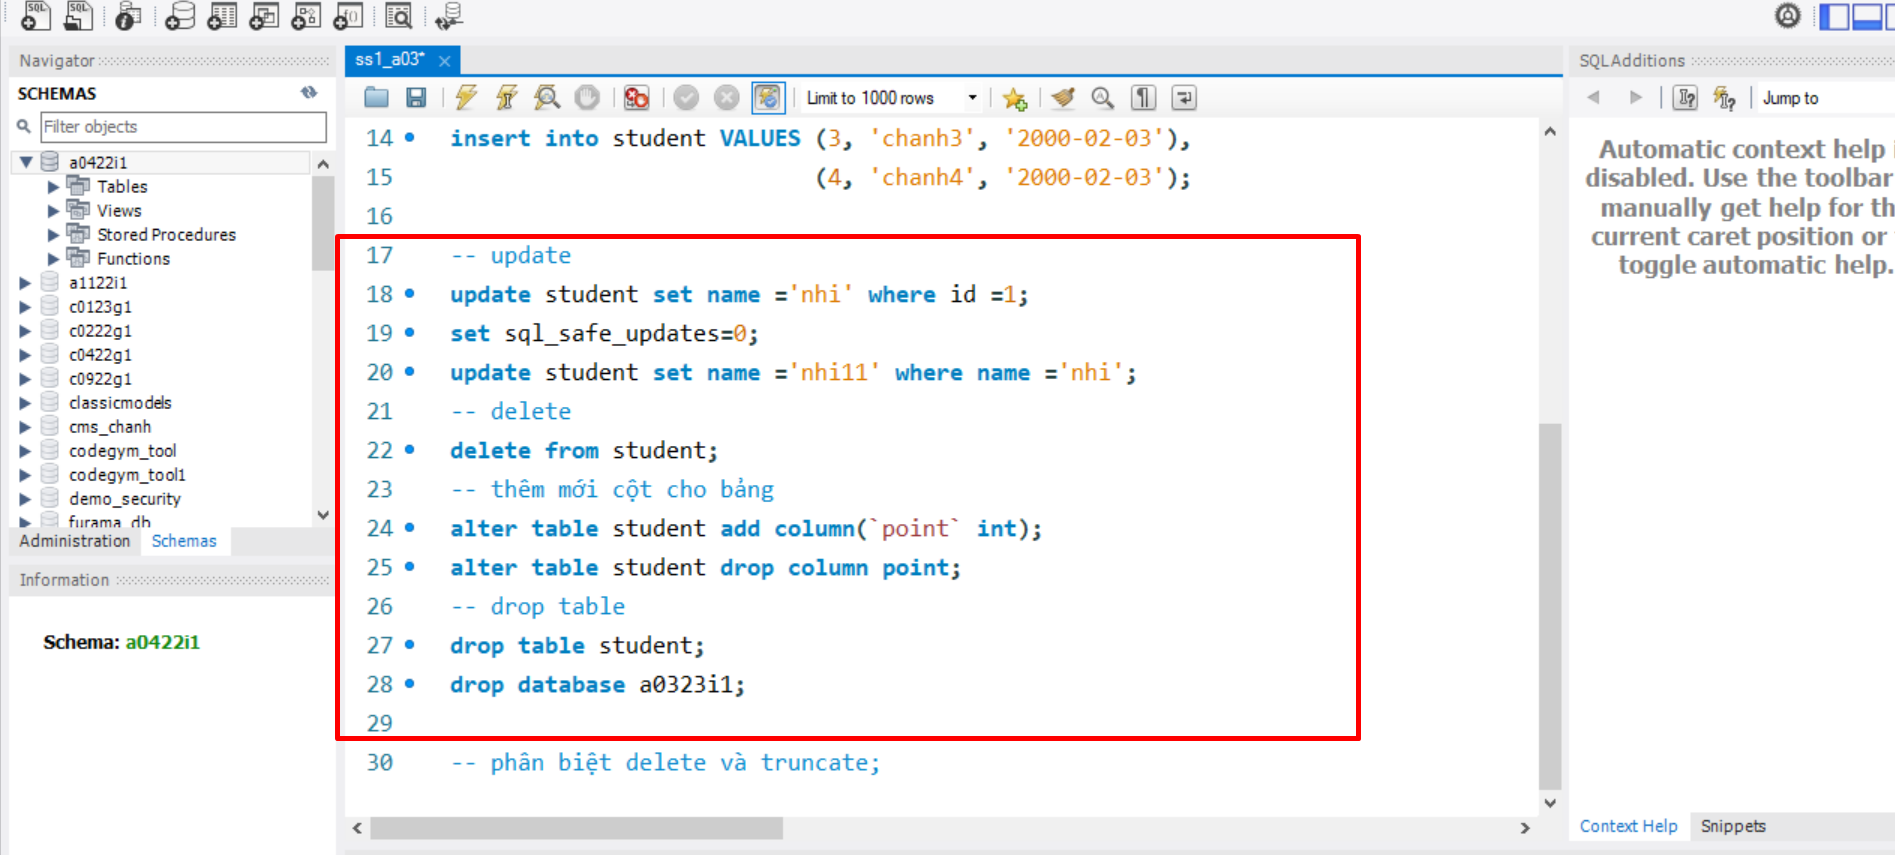 SQL
SQL
Navigator
SCHEMAS
Filter objects
a0422i1
Tables
Views
Stored Procedures
Functions
a1122i1
c0123g1
c0222g1
c0422g1
c0922g1
classicmodels
cms_chanh
codegym_tool
codegym_tool1
demo_security
furama_db
Administration Schemas
Information
Schema: a0422i1
ss1_a03*
Limit to 1000 rows
14 insert into student VALUES (3, 'chanh3', '2000-02-03'),
15 (4, 'chanh4', '2000-02-03');
16
17 -- update
18 update student set name ='nhi' where id =1;
19 set sql_safe_updates=0;
20 update student set name ='nhi11' where name ='nhi';
21 -- delete
22 delete from student;
23 -- thêm mới cột cho bảng
24 alter table student add column(`point` int);
25 alter table student drop column point;
26 -- drop table
27 drop table student;
28 drop database a0323i1;
29
30 -- phân biệt delete và truncate;
SQLAdditions
Jump to
Automatic context help
disabled. Use the toolbar
manually get help for th
current caret position or
toggle automatic help.
Context Help Snippets